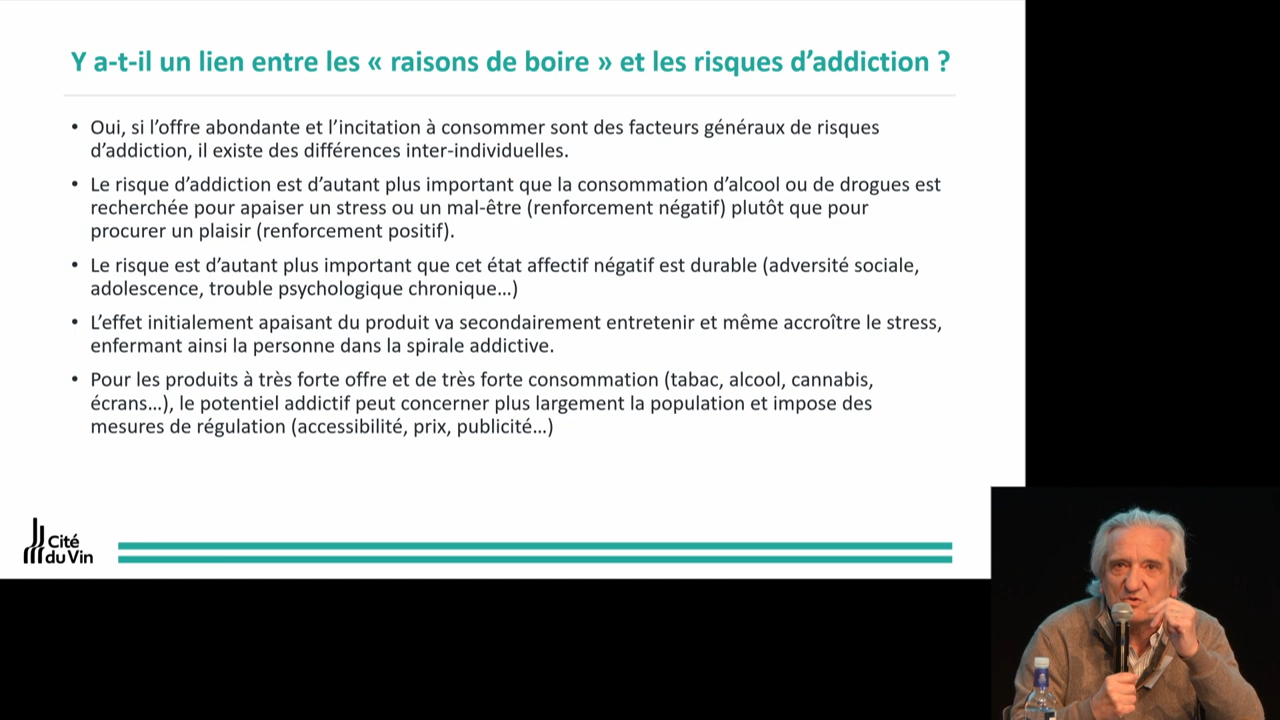 Y a-t-il un lien entre les « raisons de boire » et les risques d’addiction ?
• Oui, si l’offre abondante et l’incitation à consommer sont des facteurs généraux de risques
d’addiction, il existe des différences inter-individuelles.
• Le risque d’addiction est d’autant plus important que la consommation d’alcool ou de drogues est
recherchée pour apaiser un stress ou un mal-être (renforcement négatif) plutôt que pour
procurer un plaisir (renforcement positif).
• Le risque est d’autant plus important que cet état affectif négatif est durable (adversité sociale,
adolescence, trouble psychologique chronique…)
• L’effet initialement apaisant du produit va secondairement entretenir et même accroître le stress,
enfermant ainsi la personne dans la spirale addictive.
• Pour les produits à très forte offre et de très forte consommation (tabac, alcool, cannabis,
écrans…), le potentiel addictif peut concerner plus largement la population et impose des
mesures de régulation (accessibilité, prix, publicité…)
Cité
du Vin